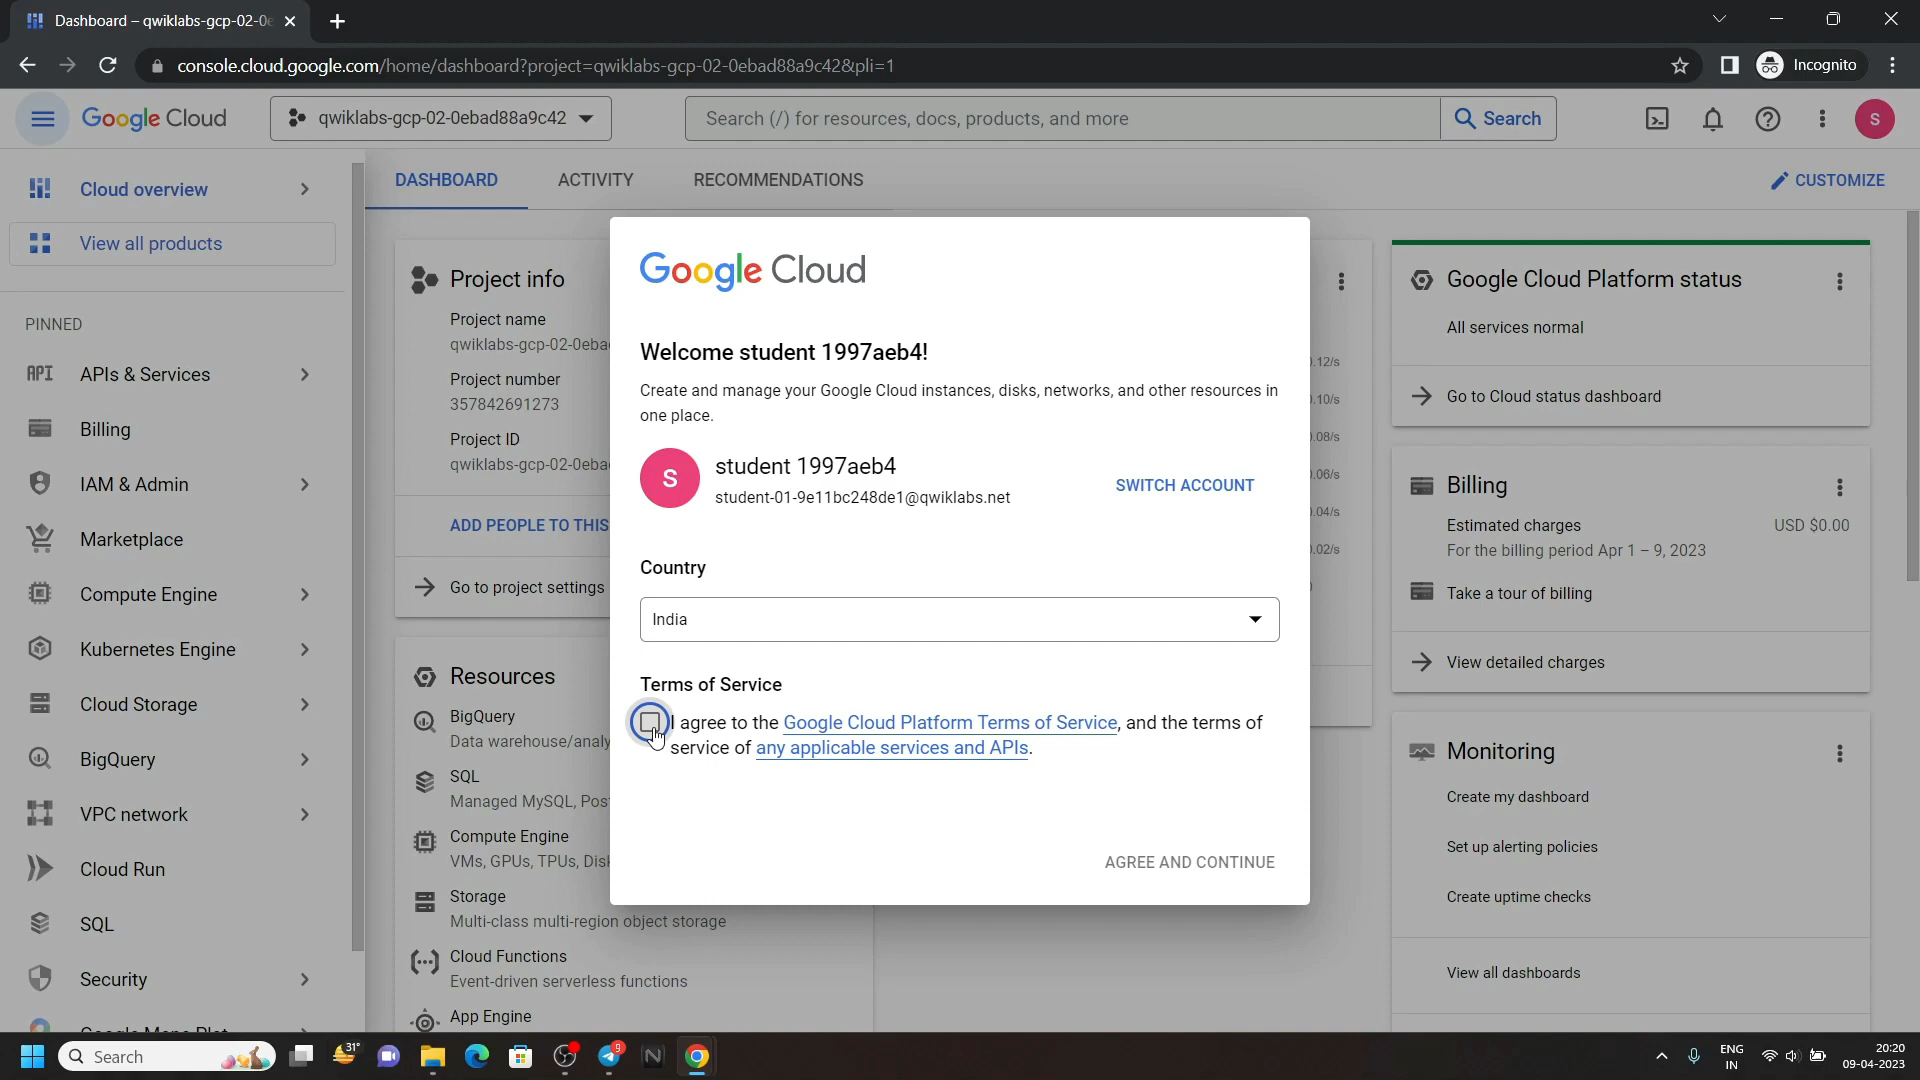 Dashboard – qwiklabs-gcp-02-0e
console.cloud.google.com/home/dashboard?project=qwiklabs-gcp-02-0ebad88a9c42&pli=1
Incognito
Google Cloud
qwiklabs-gcp-02-0ebad88a9c42
Search (/) for resources, docs, products, and more
Search
S
Cloud overview
View all products
PINNED
API APIs & Services
Billing
IAM & Admin
Marketplace
Compute Engine
Kubernetes Engine
Cloud Storage
BigQuery
VPC network
Cloud Run
SQL
Security
DASHBOARD
ACTIVITY
RECOMMENDATIONS
CUSTOMIZE
Project info
Project name
qwiklabs-gcp-02-0eba
Project number
357842691273
Project ID
qwiklabs-gcp-02-0eba
ADD PEOPLE TO THIS
Go to project settings
Resources
BigQuery
Data warehouse/analy
SQL
Managed MySQL, Pos
Compute Engine
VMs, GPUs, TPUs, Disk
Storage
Multi-class multi-region object storage
Cloud Functions
Event-driven serverless functions
App Engine
Google Cloud
Welcome student 1997aeb4!
Create and manage your Google Cloud instances, disks, networks, and other resources in
one place.
S
student 1997aeb4
student-01-9e11bc248de1@qwiklabs.net
SWITCH ACCOUNT
Country
India
Terms of Service
I agree to the Google Cloud Platform Terms of Service, and the terms of
service of any applicable services and APIs.
AGREE AND CONTINUE
.12/s
.10/s
.08/s
.06/s
.04/s
.02/s
Google Cloud Platform status
All services normal
Go to Cloud status dashboard
Billing
Estimated charges
USD $0.00
For the billing period Apr 1 – 9, 2023
Take a tour of billing
View detailed charges
Monitoring
Create my dashboard
Set up alerting policies
Create uptime checks
View all dashboards
Search
31°
9
ENG
IN
20:20
09-04-2023